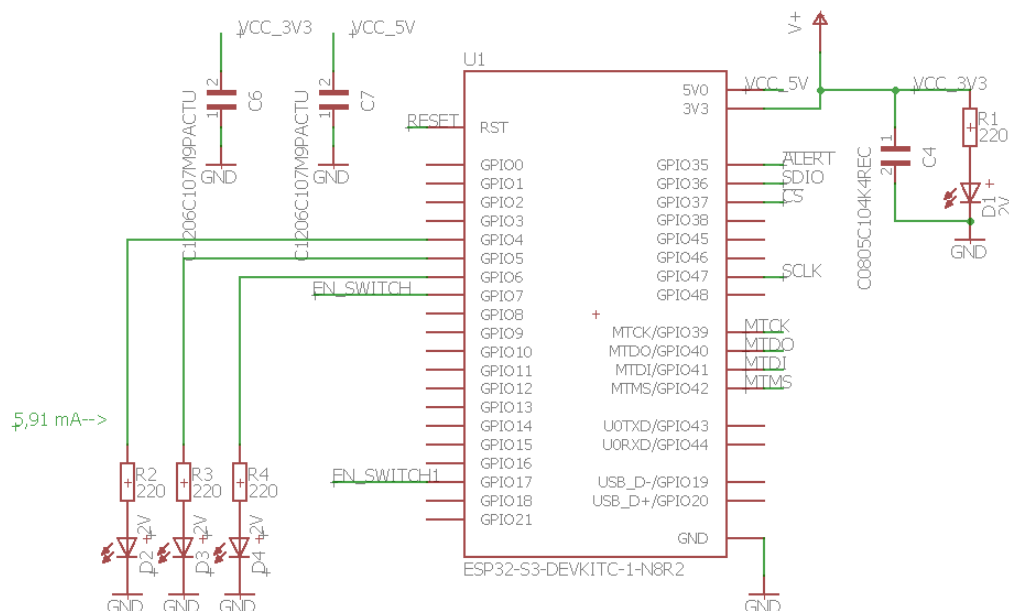 VCC_3V3
VCC_5V
2
1
C6
C1206C107M9PACTU
GND
2
1
C7
C1206C107M9PACTU
GND
U1
RESET
RST
GPIO0
GPIO1
GPIO2
GPIO3
GPIO4
GPIO5
GPIO6
EN_SWITCH
GPIO7
GPIO8
GPIO9
GPIO10
GPIO11
GPIO12
GPIO13
GPIO14
GPIO15
GPIO16
EN_SWITCH1
GPIO17
GPIO18
GPIO21
5V0
VCC_5V
3V3
GPIO35
ALERT
GPIO36
SDIO
GPIO37
CS
GPIO38
GPIO45
GPIO46
GPIO47
SCLK
GPIO48
MTCK/GPIO39
MTCK
MTDO/GPIO40
MTDO
MTDI/GPIO41
MTDI
MTMS/GPIO42
MTMS
U0TXD/GPIO43
U0RXD/GPIO44
USB_D-/GPIO19
USB_D+/GPIO20
GND
GND
ESP32-S3-DEVKITC-1-N8R2
V+
VCC_3V3
R1
220
1
2
C4
C0805C104K4REC
D1
2V
GND
5,91 mA-->
R2
220
R3
220
R4
220
2V
D2
2V
D3
2V
D4
GND
GND
GND